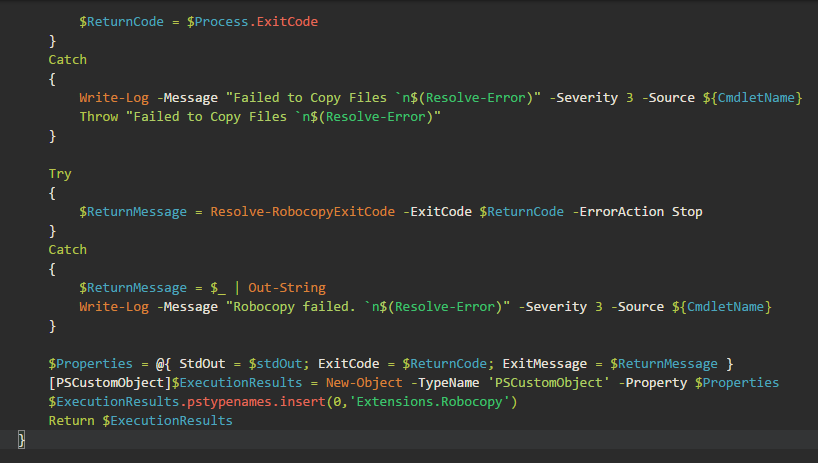 $ReturnCode = $Process.ExitCode
}
Catch
{
Write-Log -Message "Failed to Copy Files `n$(Resolve-Error)" -Severity 3 -Source ${CmdletName}
Throw "Failed to Copy Files `n$(Resolve-Error)"
}
Try
{
$ReturnMessage = Resolve-RobocopyExitCode -ExitCode $ReturnCode -ErrorAction Stop
}
Catch
{
$ReturnMessage = $_ | Out-String
Write-Log -Message "Robocopy failed. `n$(Resolve-Error)" -Severity 3 -Source ${CmdletName}
}
$Properties = @{ StdOut = $stdOut; ExitCode = $ReturnCode; ExitMessage = $ReturnMessage }
[PSCustomObject]$ExecutionResults = New-Object -TypeName 'PSCustomObject' -Property $Properties
$ExecutionResults.pstypenames.insert(0,'Extensions.Robocopy')
Return $ExecutionResults
}